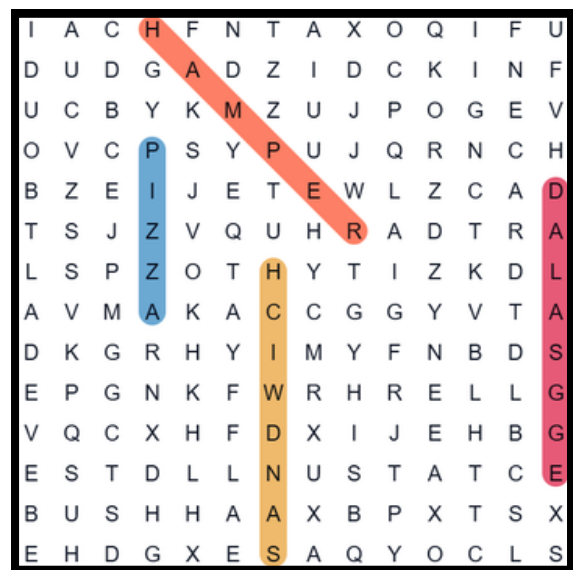 I A C H F N T A X O Q I F U
D U D G A D Z I D C K I N F
U C B Y K M Z U J P O G E V
O V C P S Y P U J Q R N C H
B Z E I J E T E W L Z C A D
T S J Z V Q U H R A D T R A
L S P Z O T H Y T I Z K D L
A V M A K A C C G G Y V T A
D K G R H Y I M Y F N B D S
E P G N K F W R H R E L L G
V Q C X H F D X I J E H B G
E S T D L L N U S T A T C E
B U S H H A A X B P X T S X
E H D G X E S A Q Y O C L S